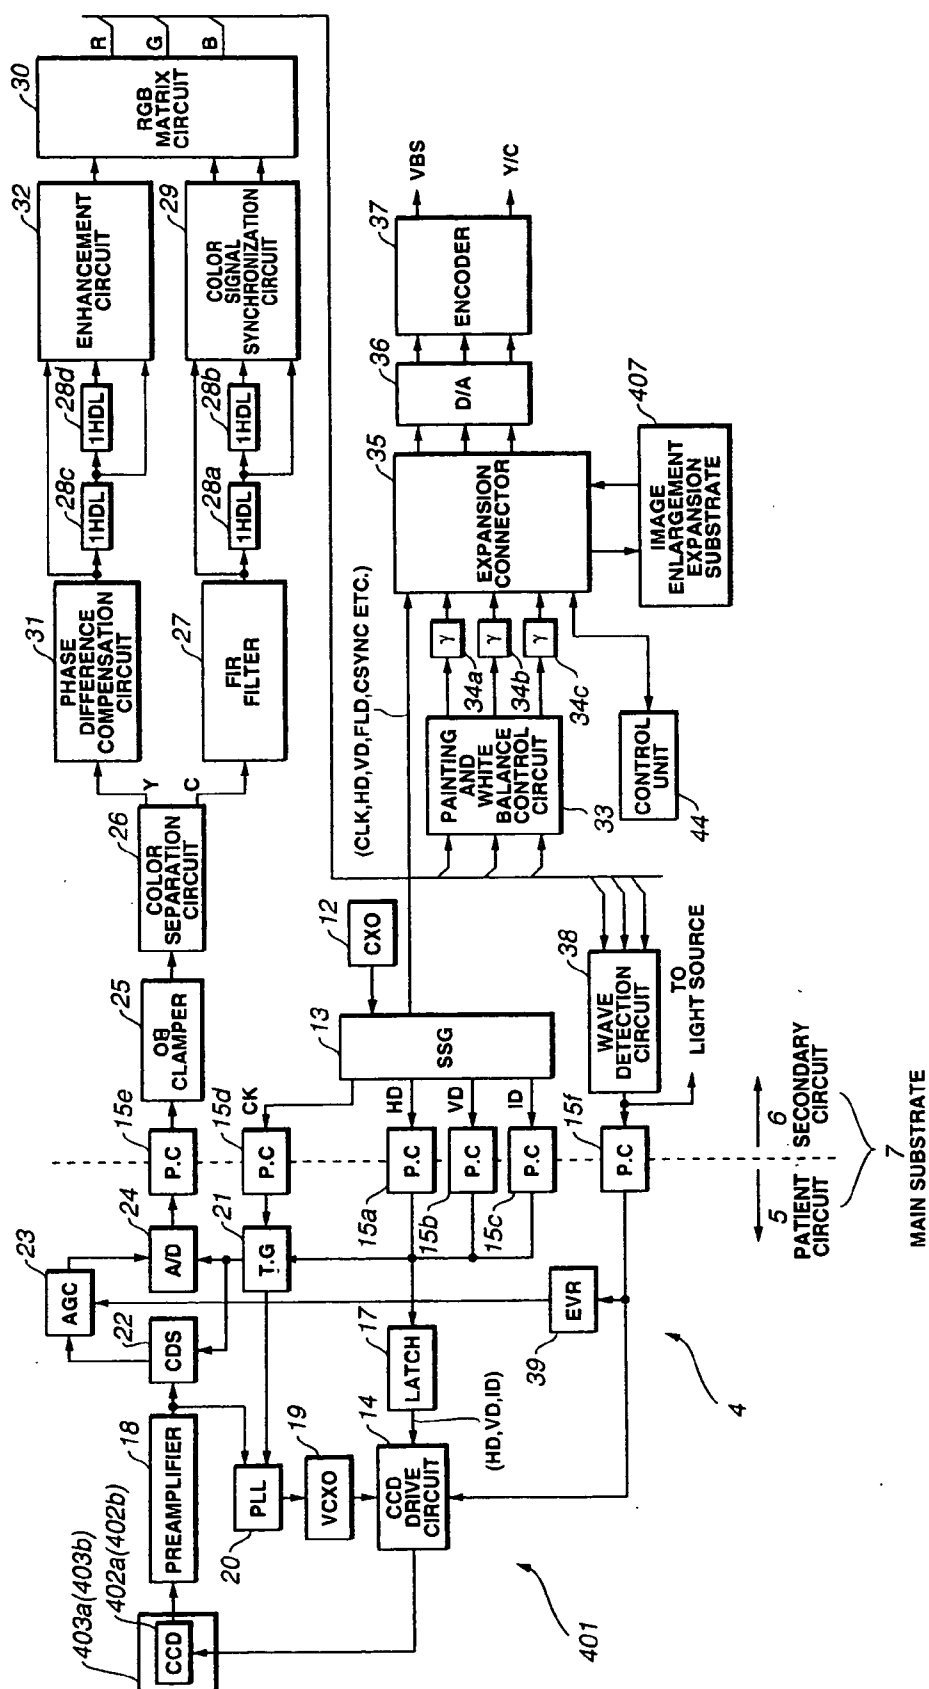 403a(403b)
402a(402b)
CCD
18
PREAMPLIFIER
22
CDS
23
AGC
24
A/D
15e
P.C
25
OB
CLAMPER
26
COLOR
SEPARATION
CIRCUIT
Y
C
31
PHASE
DIFFERENCE
COMPENSATION
CIRCUIT
27
FIR
FILTER
28c
1HDL
28d
1HDL
28a
1HDL
28b
1HDL
32
ENHANCEMENT
CIRCUIT
29
COLOR
SIGNAL
SYNCHRONIZATION
CIRCUIT
30
RGB
MATRIX
CIRCUIT
R
G
B
20
PLL
19
VCXO
21
T.G
15d
P.C
CK
14
CCD
DRIVE
CIRCUIT
17
LATCH
(HD,VD,ID)
15a
P.C
HD
15b
P.C
VD
15c
P.C
ID
13
SSG
12
CXO
(CLK,HD,VD,FLD,CSYNC ETC.)
39
EVR
15f
P.C
38
WAVE
DETECTION
CIRCUIT
TO
LIGHT SOURCE
PAINTING
AND
WHITE
BALANCE
CONTROL
CIRCUIT
33
γ
34a
γ
34b
γ
34c
35
EXPANSION
CONNECTOR
36
D/A
37
ENCODER
VBS
Y/C
CONTROL
UNIT
44
IMAGE
ENLARGEMENT
EXPANSION
SUBSTRATE
407
401
4
5
PATIENT
CIRCUIT
6
SECONDARY
CIRCUIT
7
MAIN SUBSTRATE